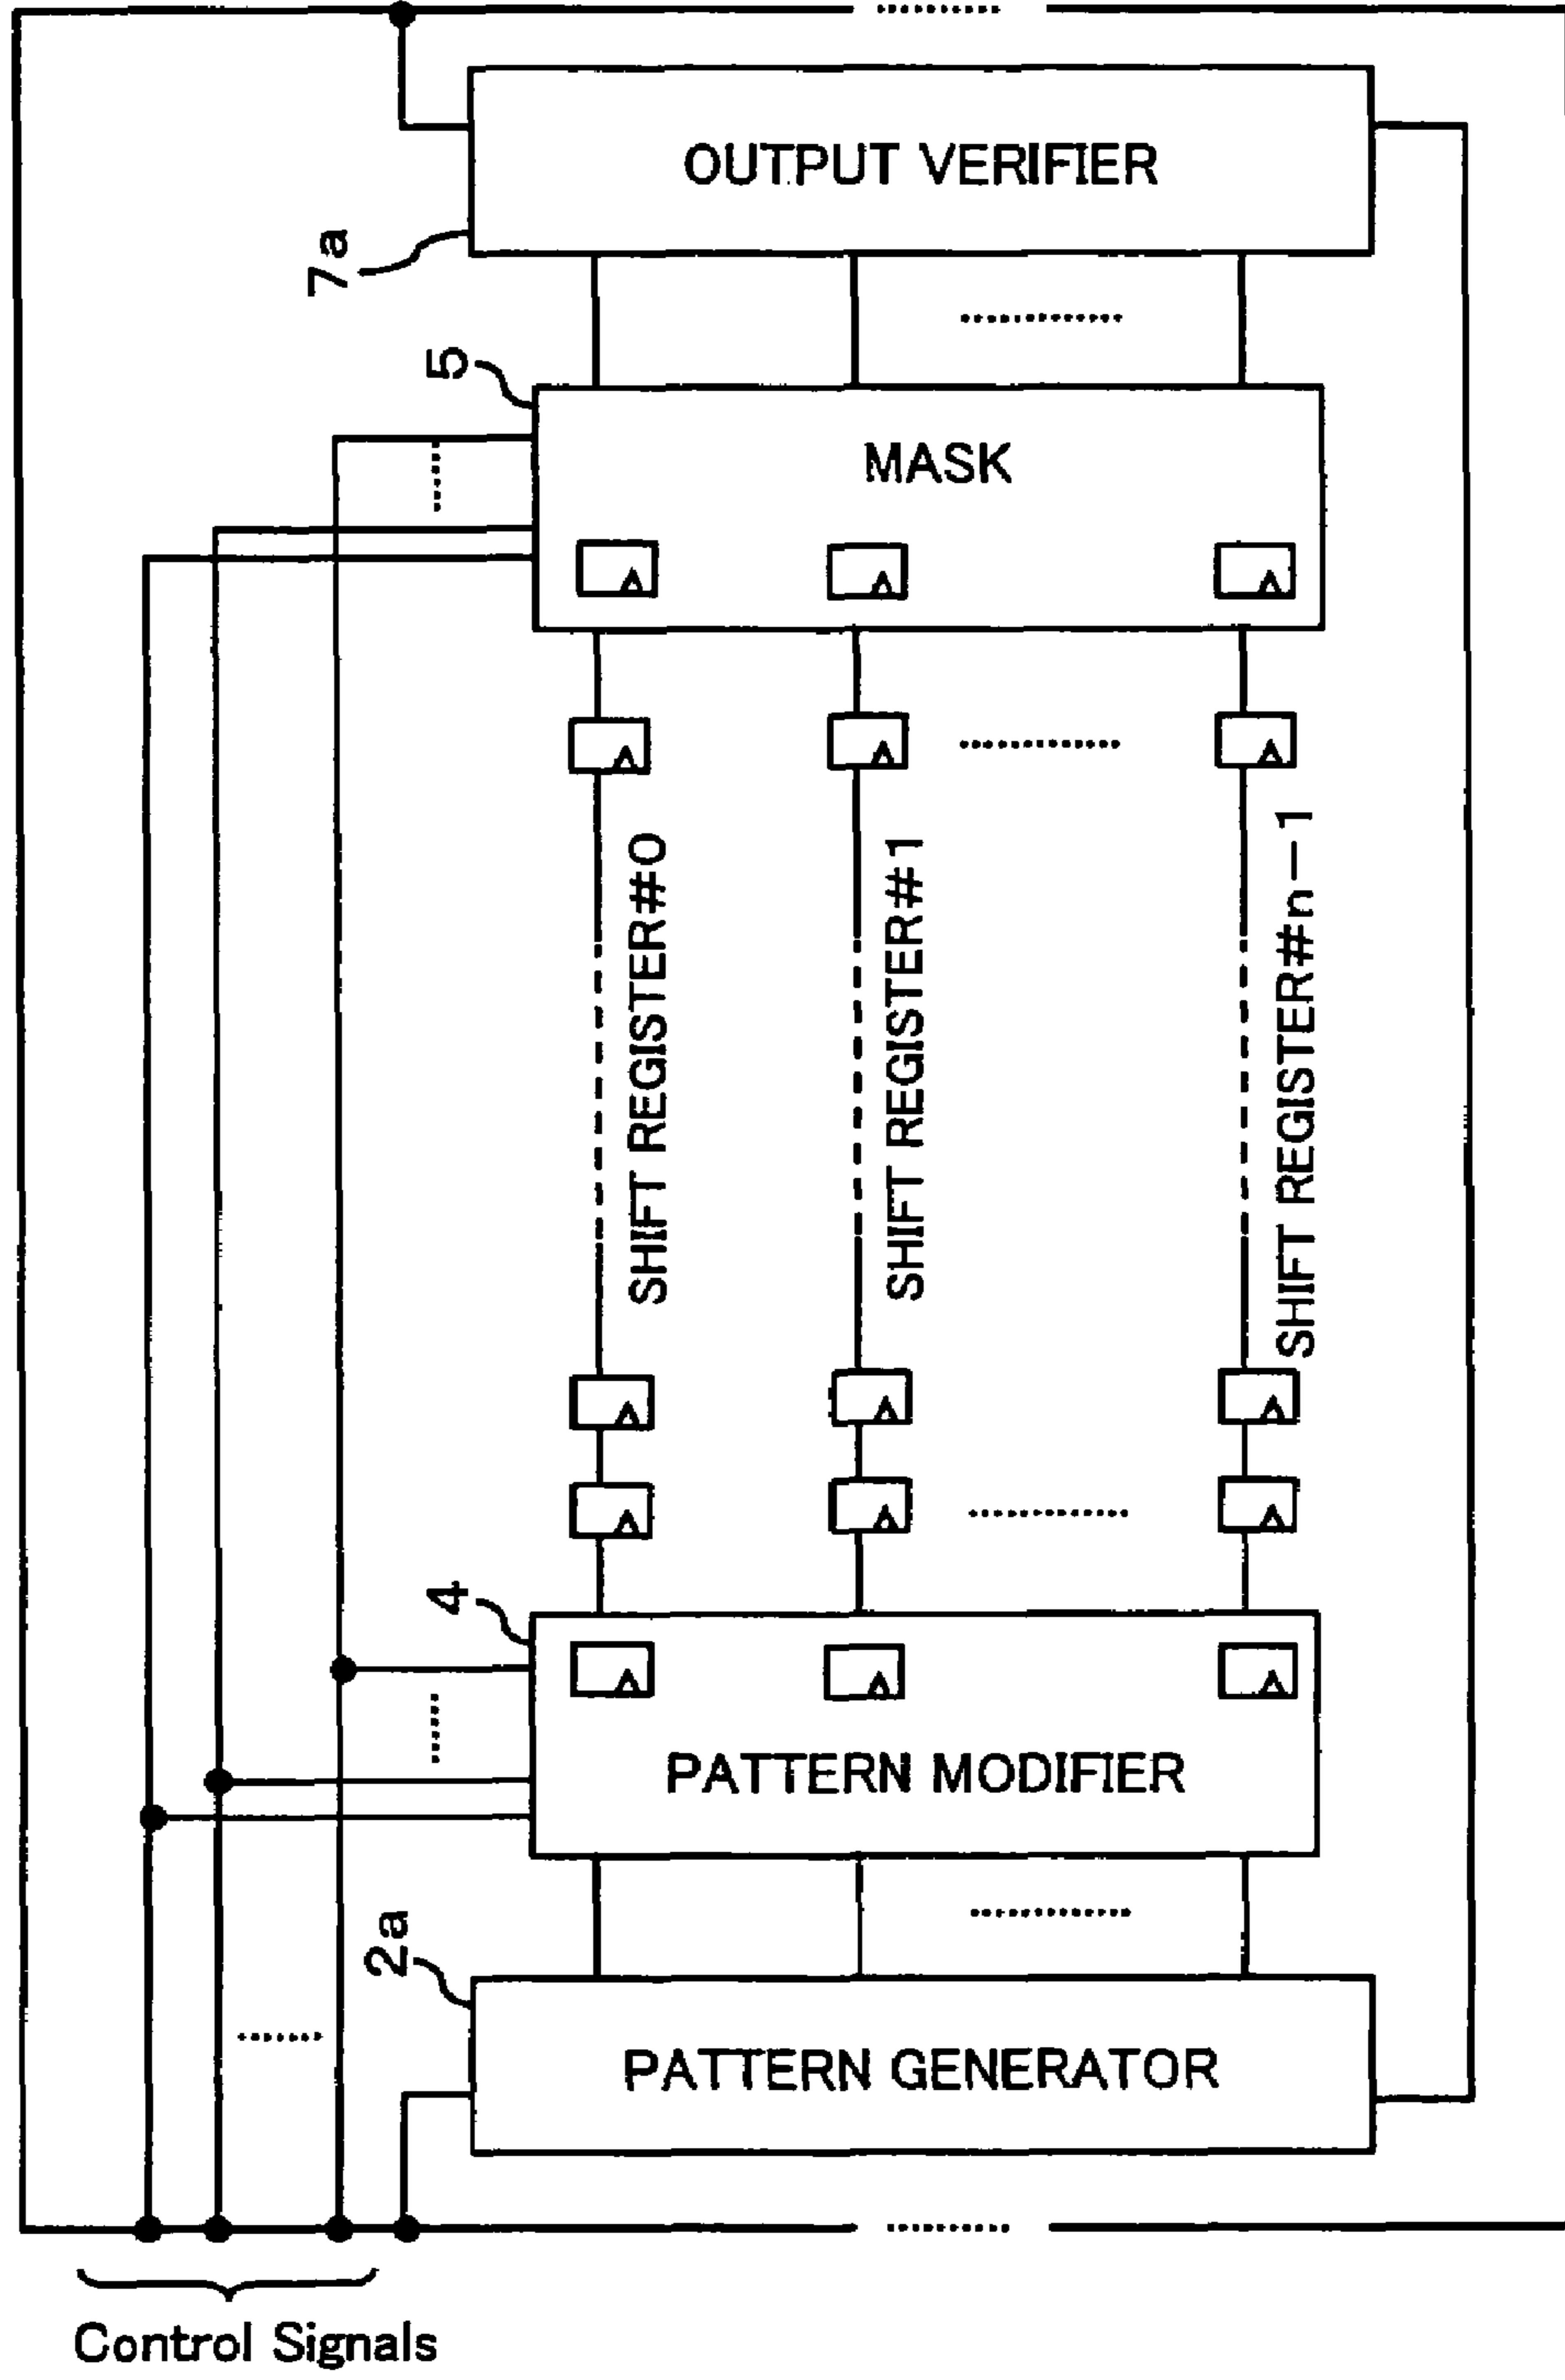 OUTPUT VERIFIER
7a
5
MASK
SHIFT REGISTER#0
SHIFT REGISTER#1
SHIFT REGISTER#n-1
4
PATTERN MODIFIER
2a
PATTERN GENERATOR
Control Signals